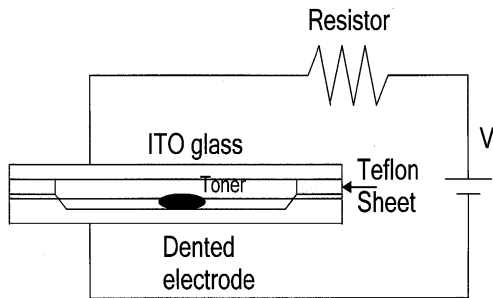 Resistor
V
ITO glass
Toner
Teflon
Sheet
Dented
electrode